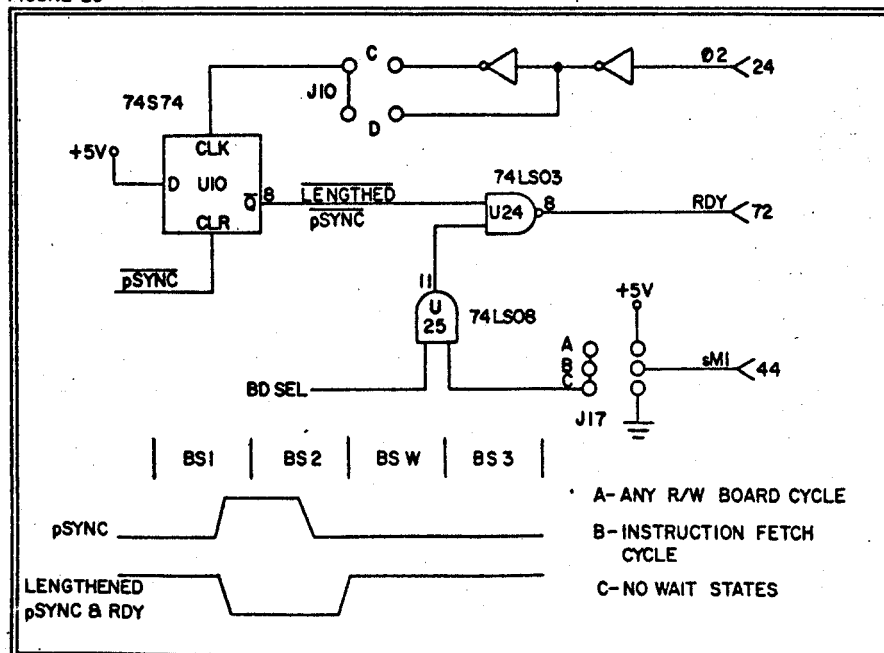 C
Ø2
24
J10
74S74
D
+5V
CLK
D U10
Q 8
CLR
LENGTHED
pSYNC
74LS03
U24
8
RDY
72
pSYNC
11
U
25
74LS08
+5V
A
B
C
sM1
44
BD SEL
J17
BS1
BS2
BS W
BS 3
A-ANY R/W BOARD CYCLE
pSYNC
B-INSTRUCTION FETCH
CYCLE
LENGTHENED
pSYNC & RDY
C-NO WAIT STATES